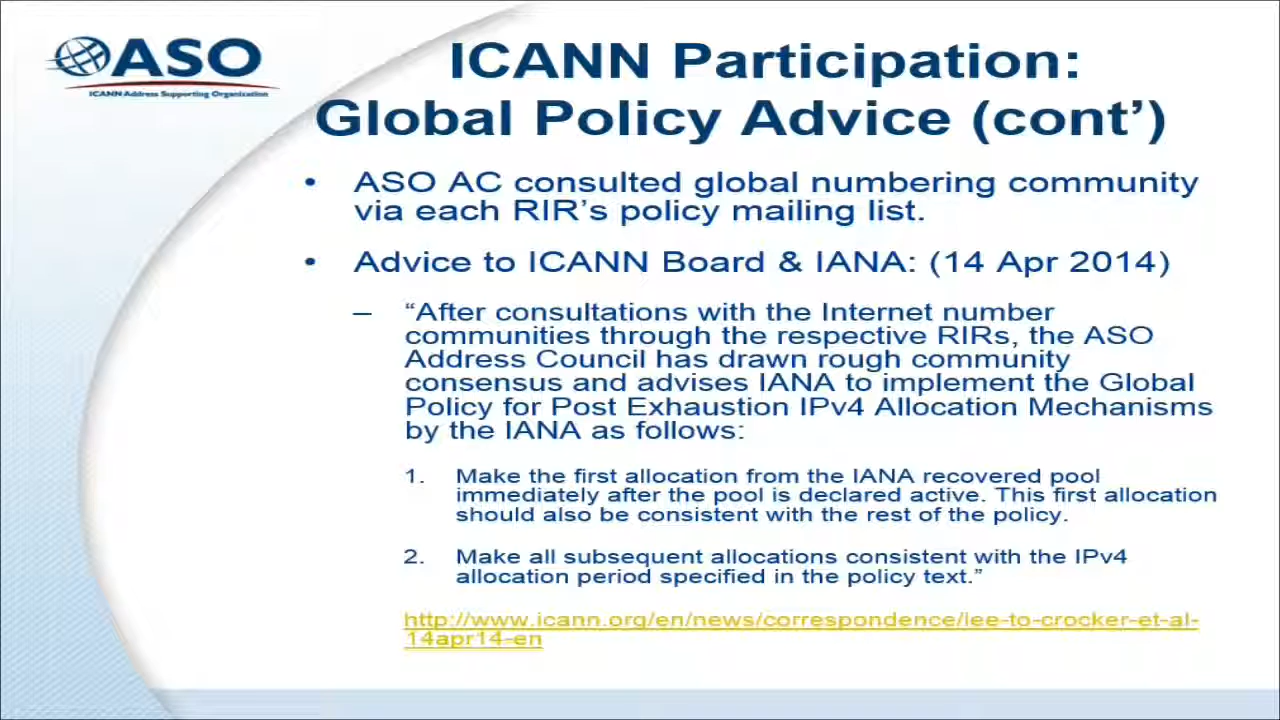 ASO
ICANN Address Supporting Organization
ICANN Participation:
Global Policy Advice (cont’)
• ASO AC consulted global numbering community
via each RIR’s policy mailing list.
• Advice to ICANN Board & IANA: (14 Apr 2014)
– “After consultations with the Internet number
communities through the respective RIRs, the ASO
Address Council has drawn rough community
consensus and advises IANA to implement the Global
Policy for Post Exhaustion IPv4 Allocation Mechanisms
by the IANA as follows:
1. Make the first allocation from the IANA recovered pool
immediately after the pool is declared active. This first allocation
should also be consistent with the rest of the policy.
2. Make all subsequent allocations consistent with the IPv4
allocation period specified in the policy text.”
http://www.icann.org/en/news/correspondence/lee-to-crocker-et-al-
14apr14-en